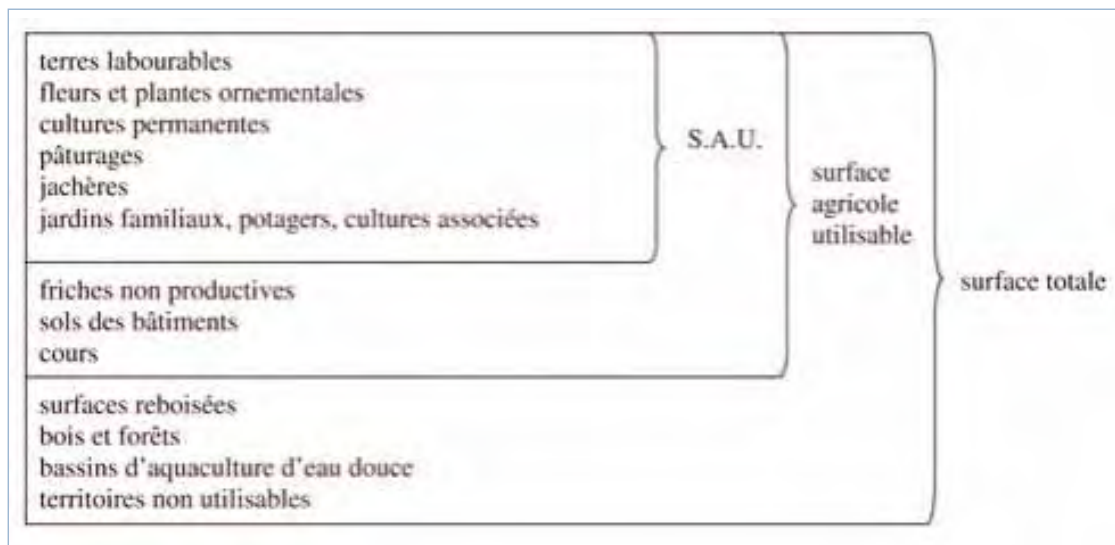 terres labourables
fleurs et plantes ornementales
cultures permanentes
pâturages
jachères
jardins familiaux, potagers, cultures associées
S.A.U.
friches non productives
sols des bâtiments
cours
surface
agricole
utilisable
surfaces reboisées
bois et forêts
bassins d'aquaculture d'eau douce
territoires non utilisables
surface totale